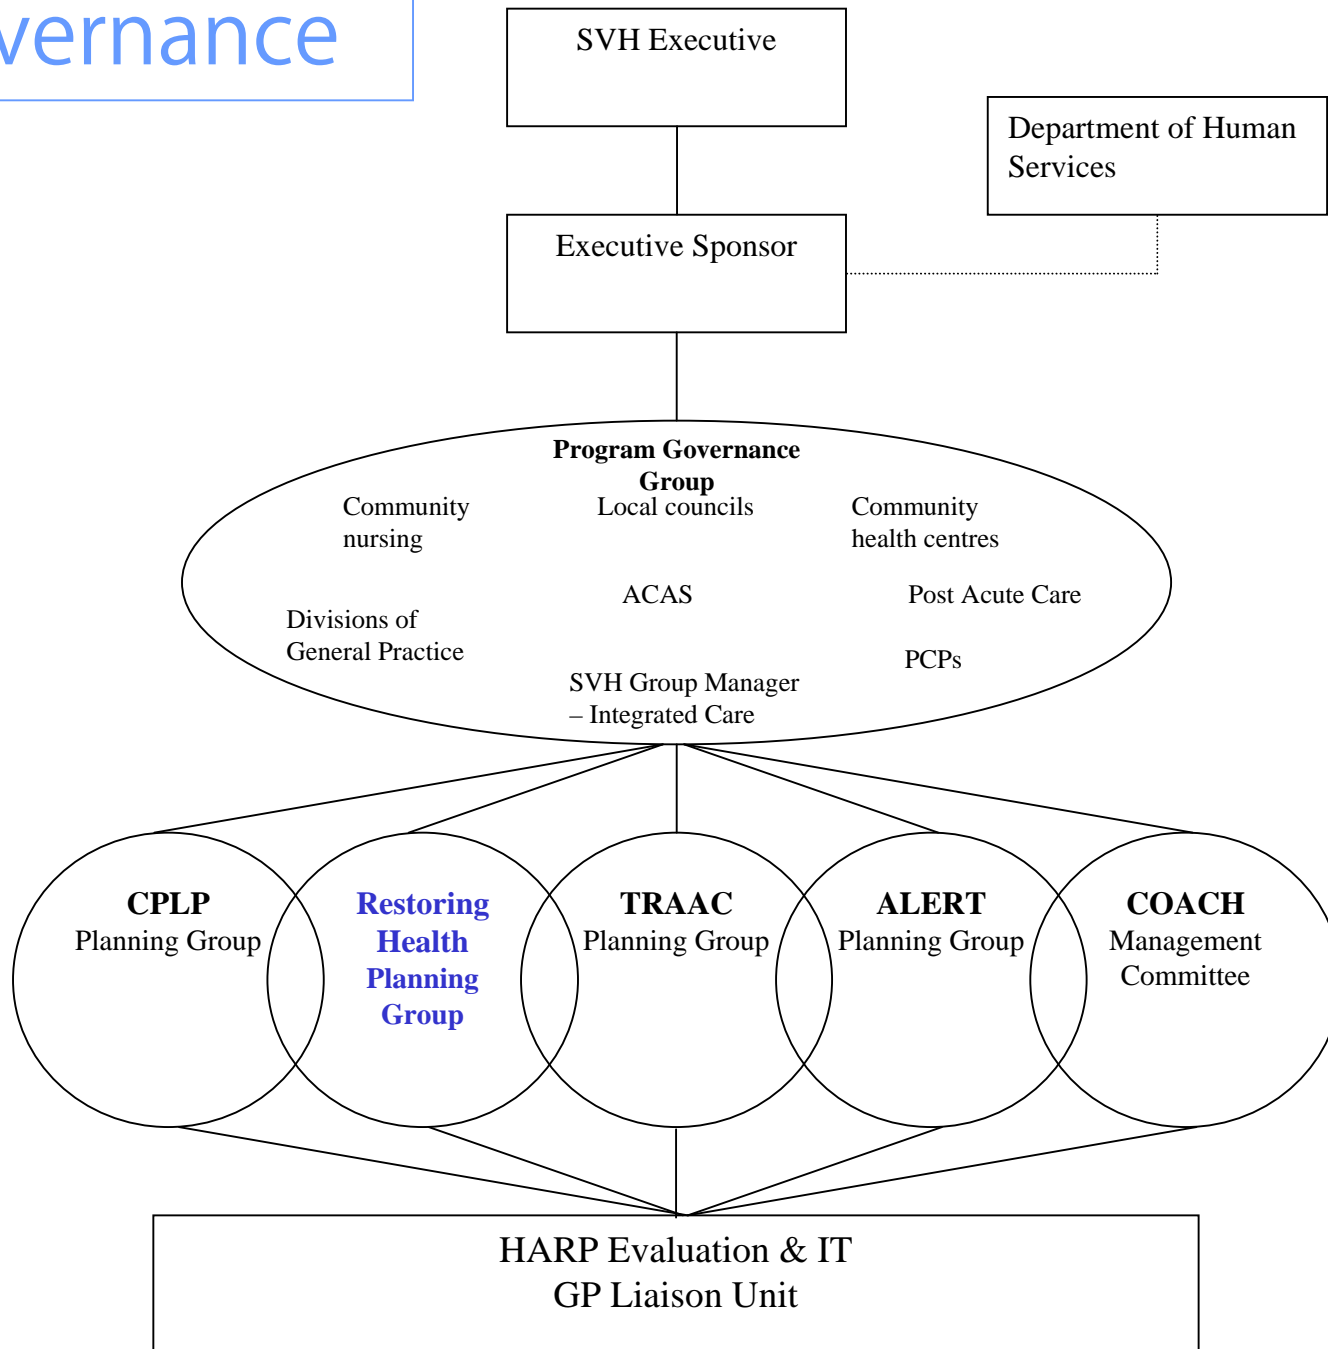 vernance
SVH Executive
Department of Human
Services
Executive Sponsor
Program Governance
Group
Community
nursing
Local councils
Community
health centres
ACAS
Post Acute Care
Divisions of
General Practice
PCPs
SVH Group Manager
– Integrated Care
CPLP
Planning Group
Restoring
Health
Planning
Group
TRAAC
Planning Group
ALERT
Planning Group
COACH
Management
Committee
HARP Evaluation & IT
GP Liaison Unit